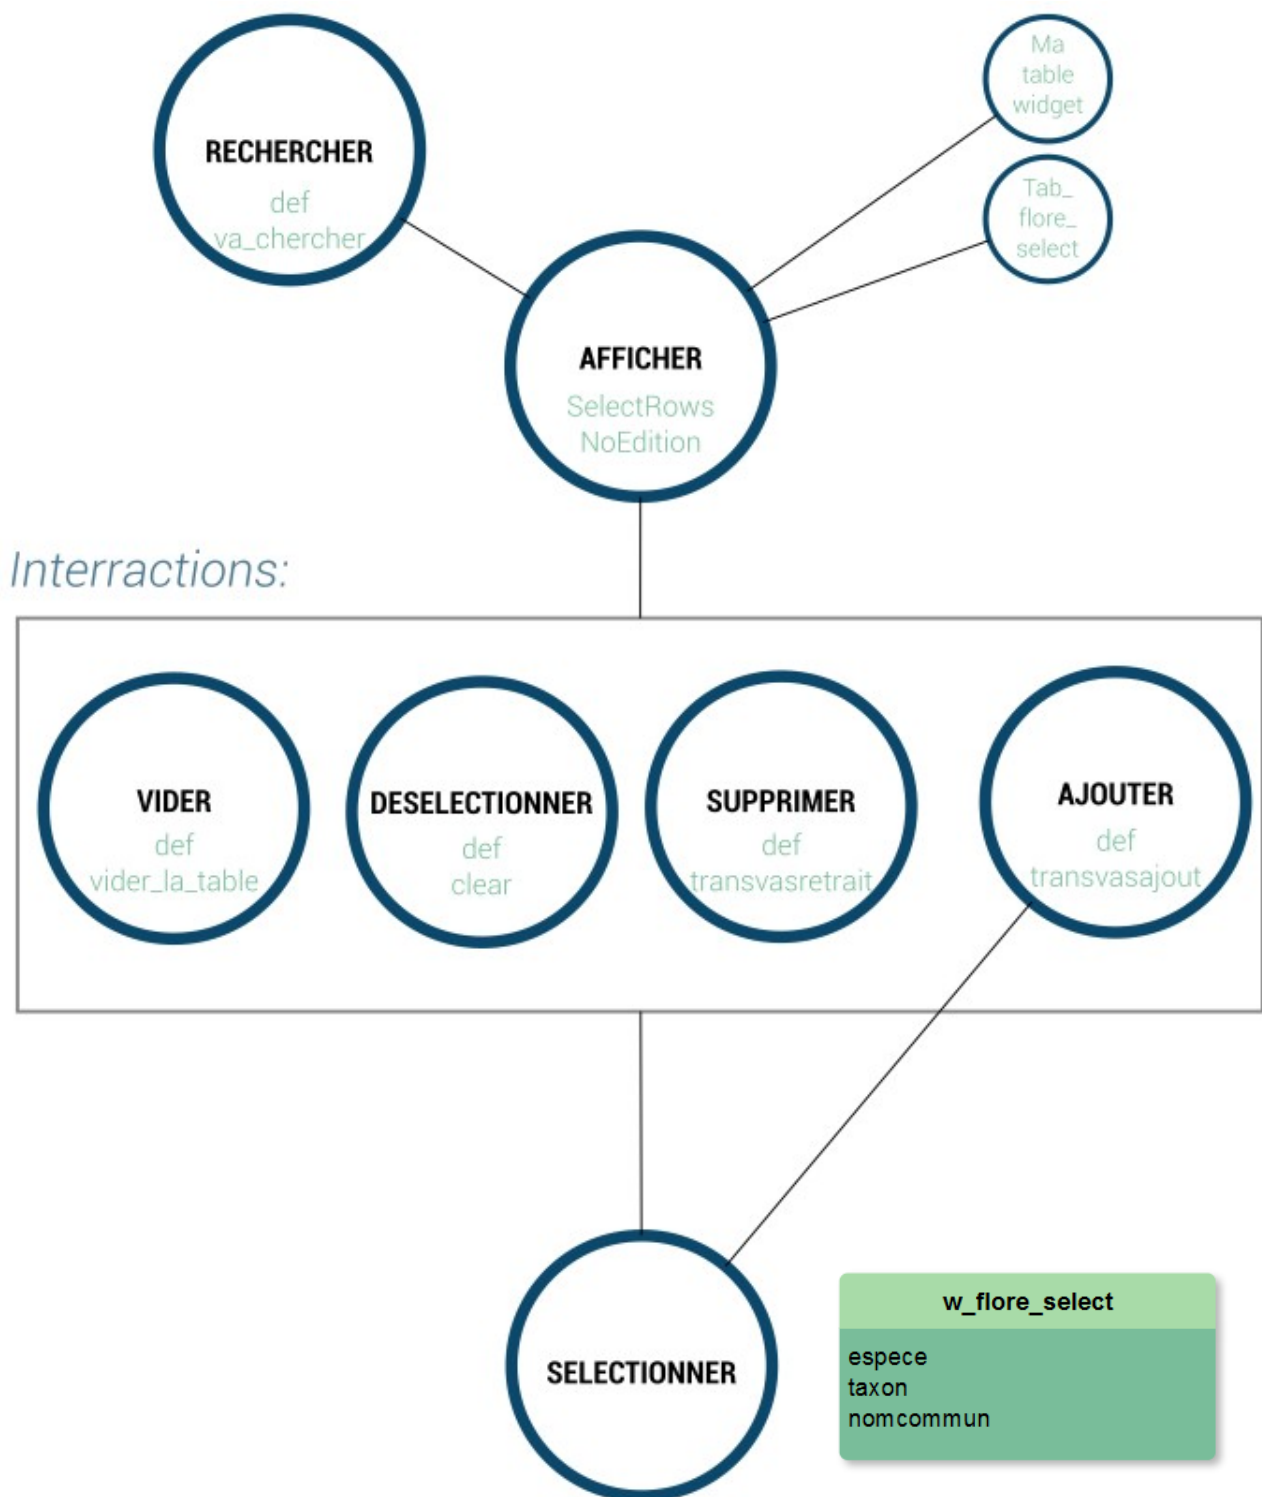 Ma
table
widget
RECHERCHER
def
va_chercher
Tab_
flore_
select
AFFICHER
SelectRows
NoEdition
Interractions:
VIDER
def
vider_la_table
DESELECTIONNER
def
clear
SUPPRIMER
def
transvasretrait
AJOUTER
def
transvasajout
SELECTIONNER
w_flore_select
espece
taxon
nomcommun